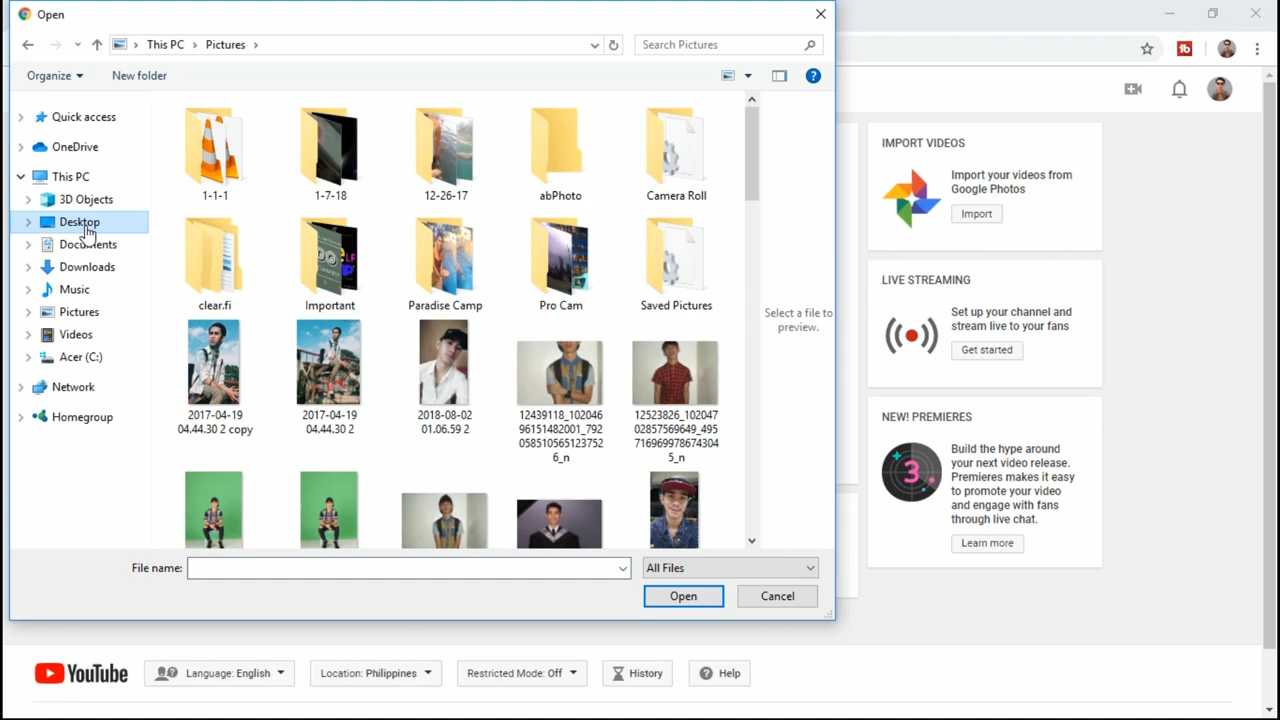 Open
This PC > Pictures >
Search Pictures
Organize
New folder
Quick access
OneDrive
This PC
3D Objects
Desktop
Documents
Downloads
Music
Pictures
Videos
Acer (C:)
Network
Homegroup
1-1-1
1-7-18
12-26-17
abPhoto
Camera Roll
clear.fi
Important
Paradise Camp
Pro Cam
Saved Pictures
2017-04-19
04.44.30 2 copy
2017-04-19
04.44.30 2
2018-08-02
01.06.59 2
12439118_102046
96151482001_792
058510565123752
6_n
12523826_102047
02857569649_495
716969978674304
5_n
Select a file to
preview.
File name:
All Files
Open
Cancel
IMPORT VIDEOS
Import your videos from
Google Photos
Import
LIVE STREAMING
Set up your channel and
stream live to your fans
Get started
NEW! PREMIERES
3
Build the hype around
your next video release.
Premieres makes it easy
to promote your video
and engage with fans
through live chat.
Learn more
YouTube
Language: English
Location: Philippines
Restricted Mode: Off
History
Help